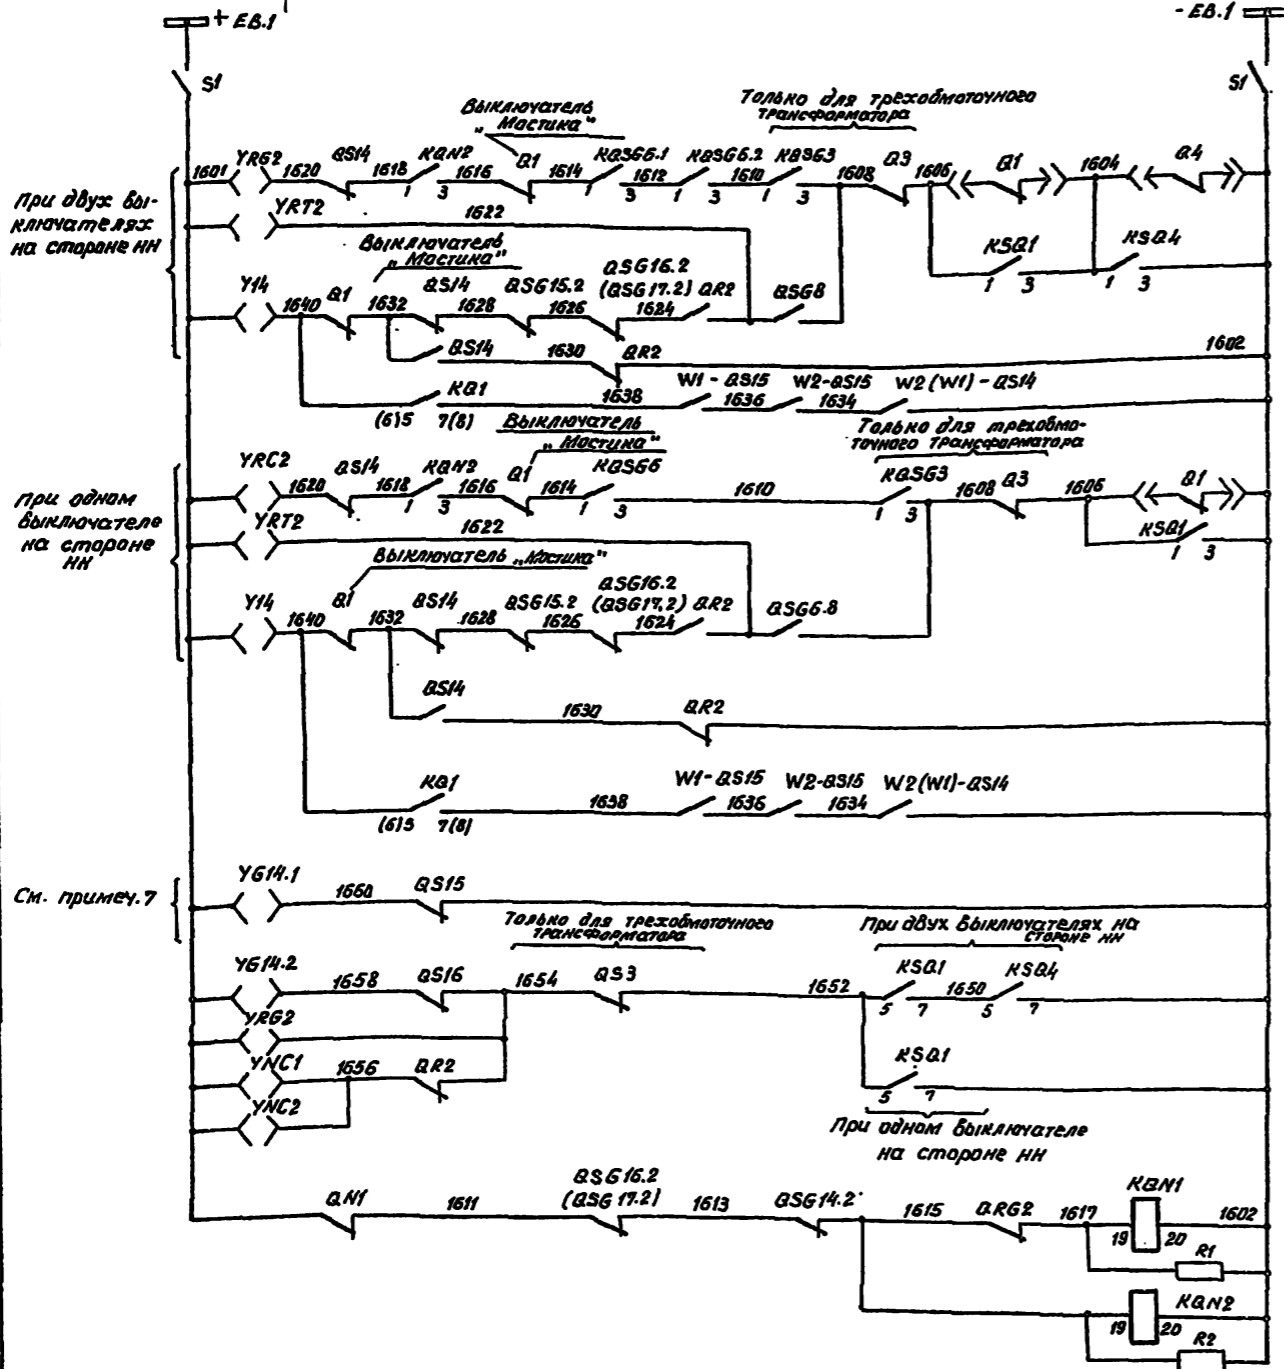 + EB.1
- EB.1
S1
S1
Выключатель
„Мостика"
Только для трехобмоточного
трансформатора
1601 YRG2 1620 QS14 1618 KQN2 1616 Q1 1614 KQSG6.1 1612 KQSG6.2 1610 KQSG3 1608 Q3 1606 Q1 1604 Q4
1 3 1 3 1 3 1 3
При двух вы-
ключателях
на стороне НН
YRT2 1622
KSQ1 KSQ4
1 3 1 3
Выключатель
„Мостика"
QSG16.2
Y14 1640 Q1 1632 QS14 1628 QSG15.2 1626 (QSG17.2) 1624 QR2 QSG8
QS14 1630 QR2 1602
KQ1 1638 W1-QS15 1636 W2-QS15 1634 W2(W1)-QS14
(6)5 7(8)
Выключатель
„Мостика"
Только для трехобмо-
точного трансформатора
YRC2 1620 QS14 1618 KQN2 1616 Q1 1614 KQSG6 1610 KQSG3 1608 Q3 1606 Q1
1 3 1 3 1 3
При одном
выключателе
на стороне
НН
YRT2 1622
KSQ1
1 3
Выключатель „Мостика"
QSG16.2
Y14 1640 Q1 1632 QS14 1628 QSG15.2 1626 (QSG17.2) 1624 QR2 QSG6.8
QS14 1630 QR2
KQ1 1638 W1-QS15 1636 W2-QS15 1634 W2(W1)-QS14
(6)5 7(8)
См. примеч. 7
YG14.1 1660 QS15
Только для трехобмоточного
трансформатора
При двух выключателях на
стороне НН
YG14.2 1658 QS16 1654 QS3 1652 KSQ1 1650 KSQ4
5 7 5 7
YRG2
YNC1 1656 QR2
KSQ1
5 7
YNC2
При одном выключателе
на стороне НН
QN1 1611 QSG16.2 (QSG17.2) 1613 QSG14.2 1615 QRG2 1617 KQN1 1602
19 20
R1
KQN2
19 20
R2